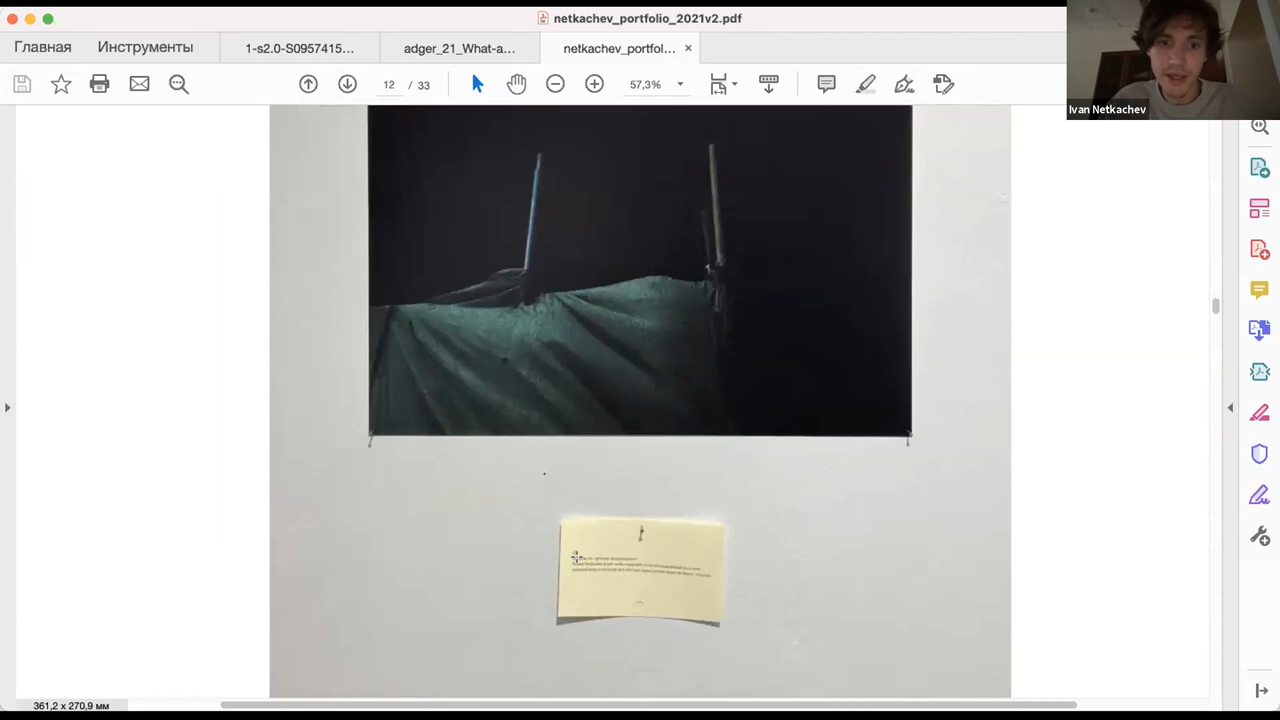 netkachev_portfolio_2021v2.pdf
Главная
Инструменты
1-s2.0-S0957415...
adger_21_What-a...
netkachev_portfol...
12 / 33
57,3%
Ivan Netkachev
361,2 x 270,9 мм